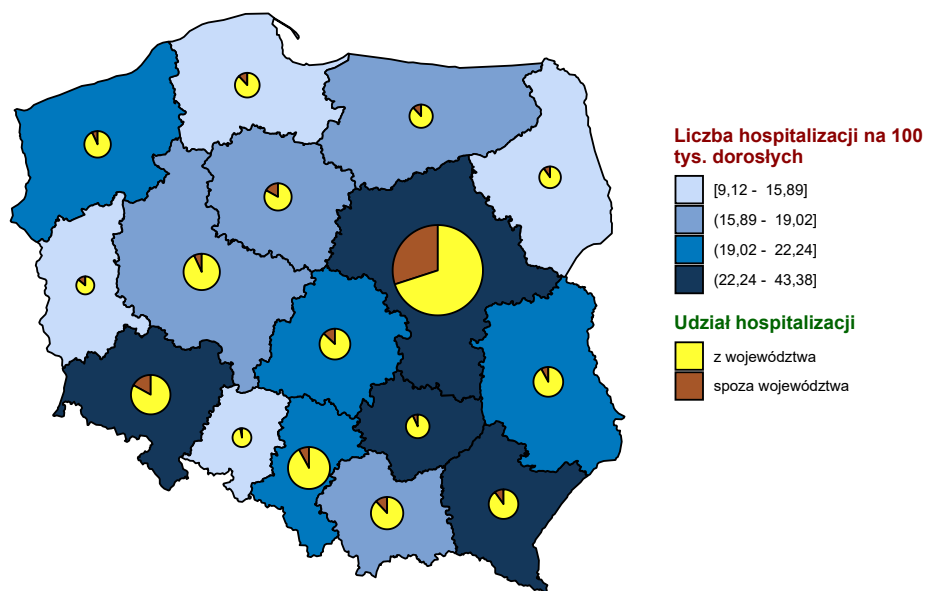 Liczba hospitalizacji na 100
tys. dorosłych
[9,12 - 15,89]
(15,89 - 19,02]
(19,02 - 22,24]
(22,24 - 43,38]
Udział hospitalizacji
z województwa
spoza województwa